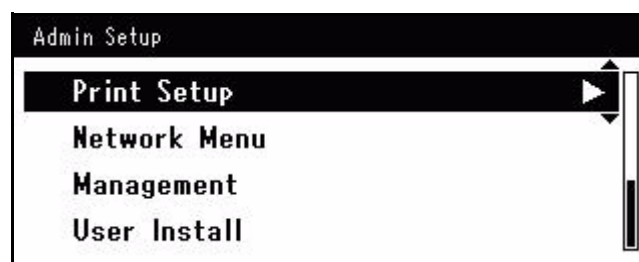 Admin Setup
Print Setup
Network Menu
Management
User Install